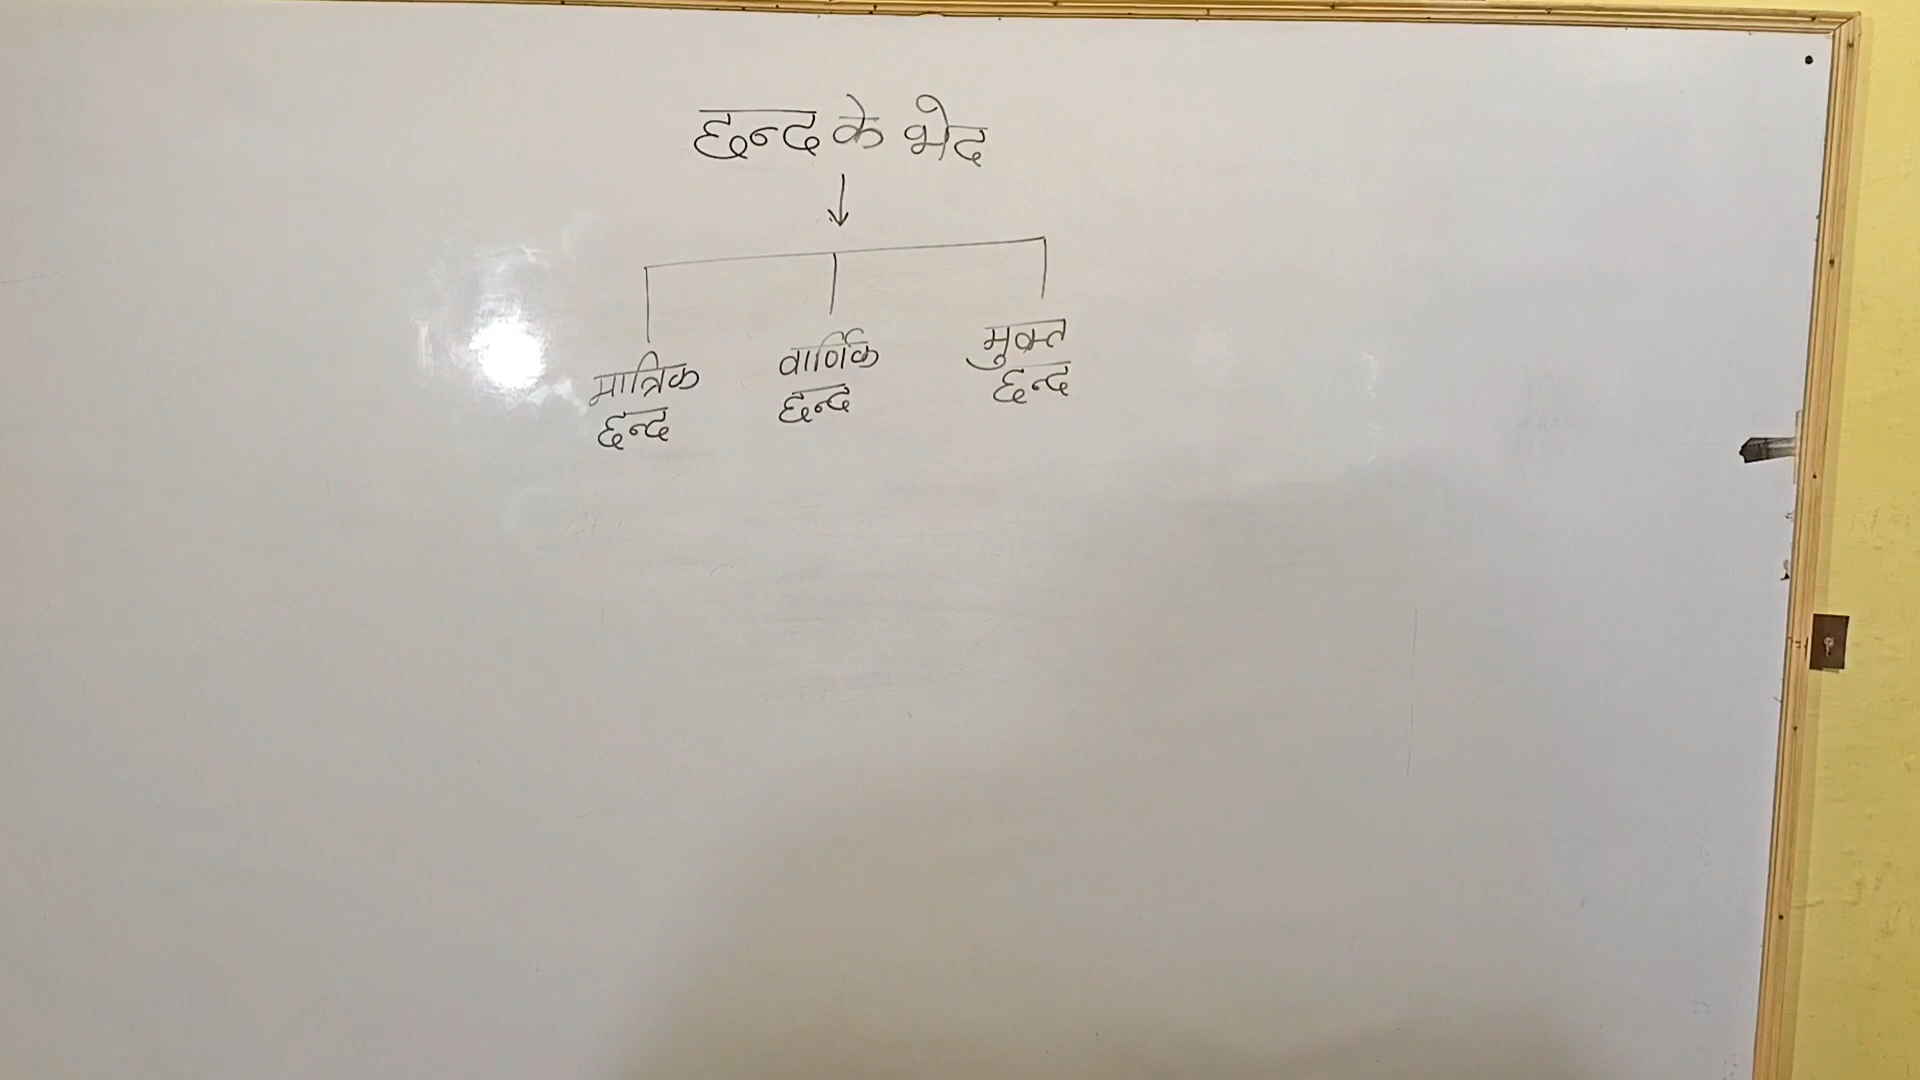 छन्द के भेद
मात्रिक
छन्द
वार्णिक
छन्द
मुक्त
छन्द